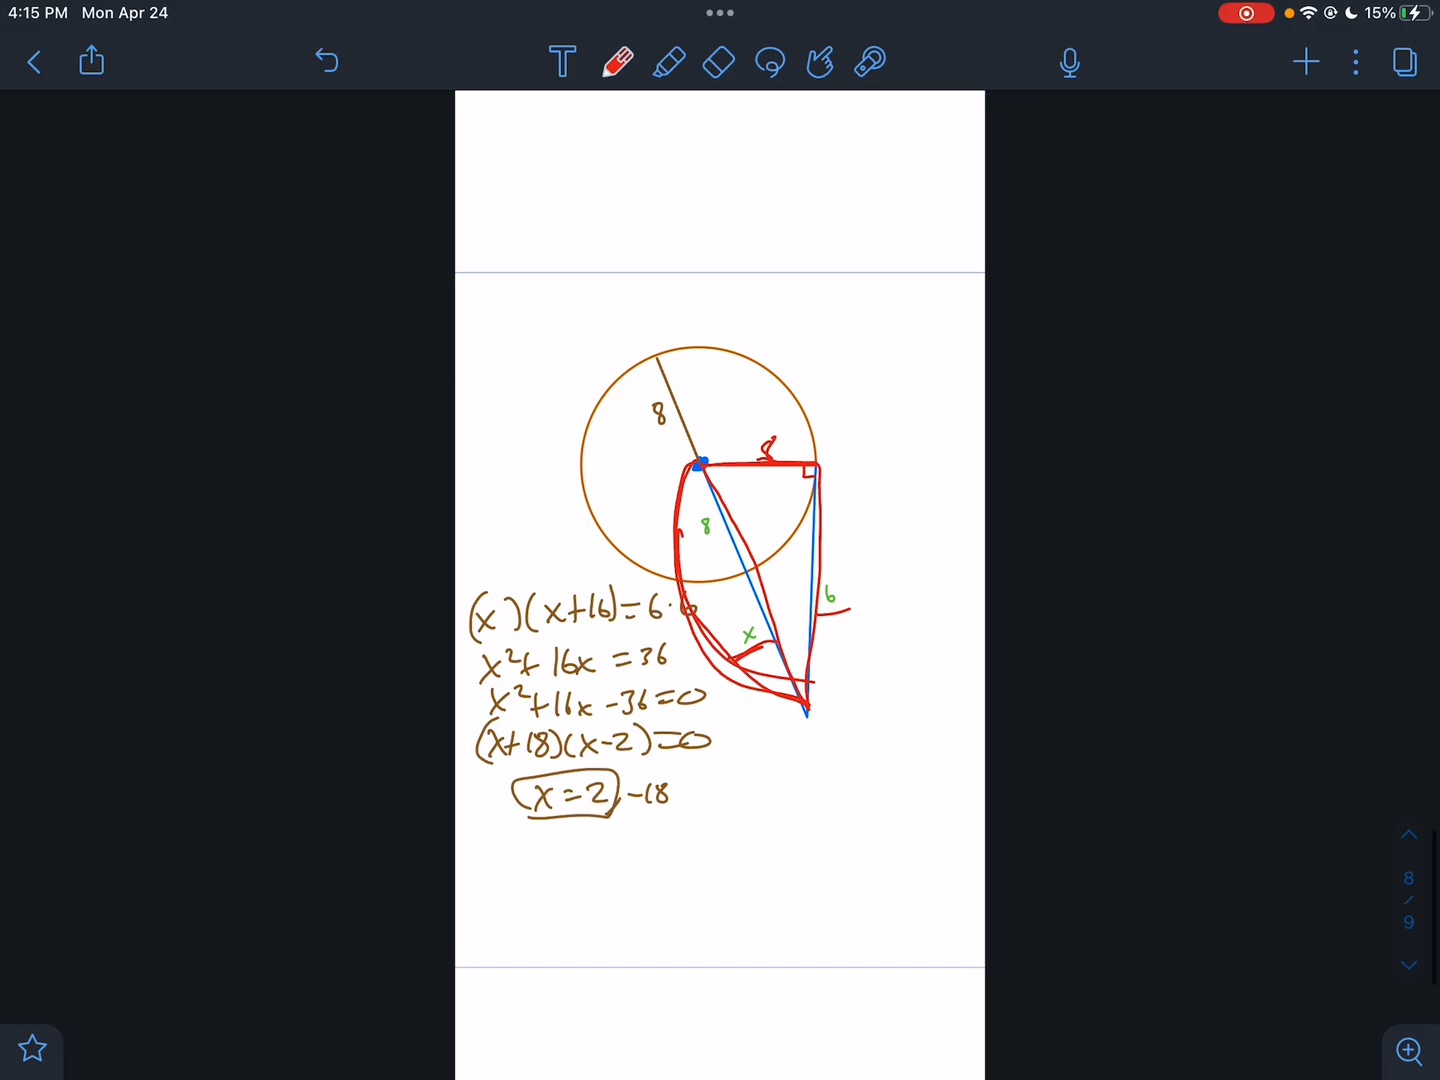 4:15 PM Mon Apr 24
15%
T
8
8
8
6
x
(x)(x+16)=6·6
x²+16x=36
x²+16x-36=0
(x+18)(x-2)=0
x=2,-18
8
/
9